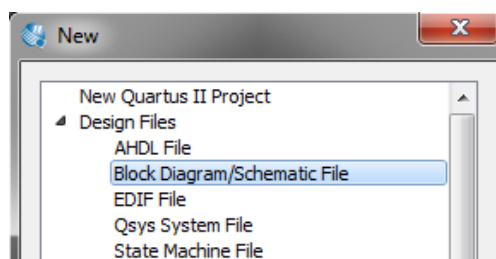 New
New Quartus II Project
Design Files
AHDL File
Block Diagram/Schematic File
EDIF File
Qsys System File
State Machine File